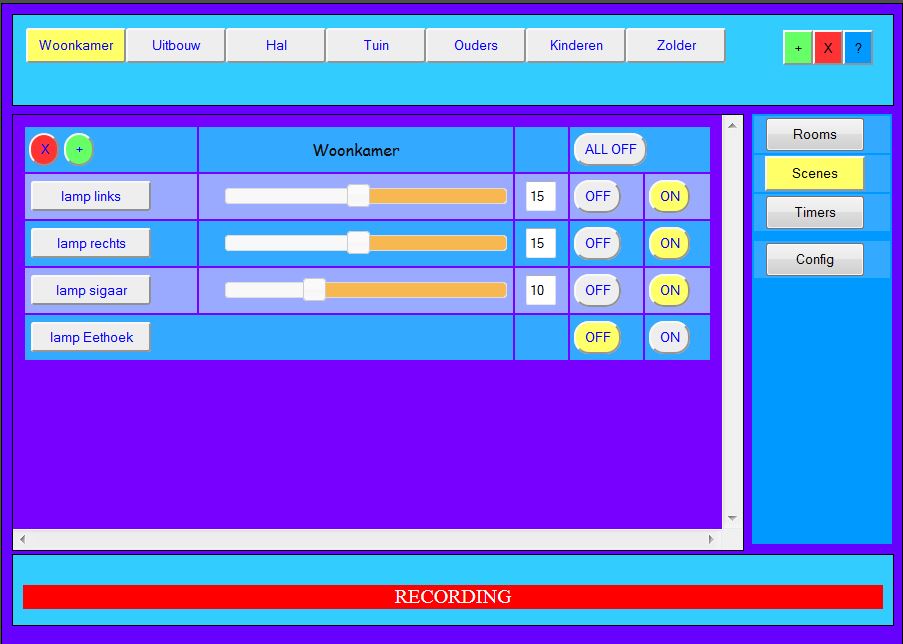 Woonkamer Uitbouw Hal Tuin Ouders Kinderen Zolder + X ?
X + Woonkamer ALL OFF
lamp links 15 OFF ON
lamp rechts 15 OFF ON
lamp sigaar 10 OFF ON
lamp Eethoek OFF ON
Rooms
Scenes
Timers
Config
RECORDING